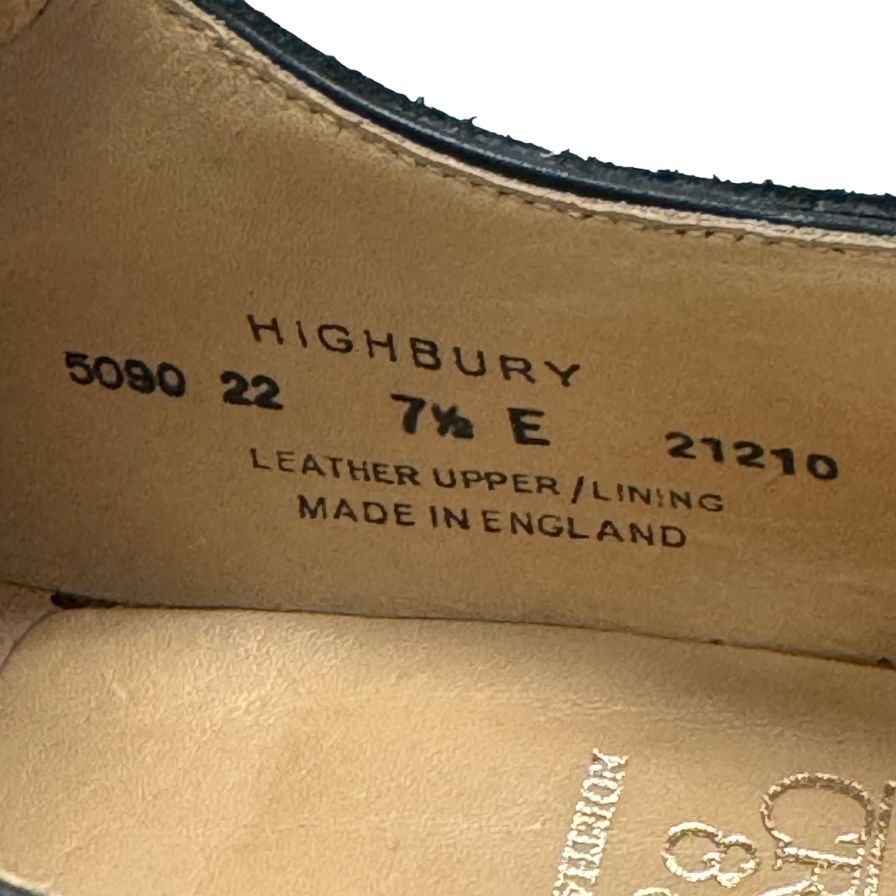 HIGHBURY
5090 22 7½ E 21210
LEATHER UPPER/LINING
MADE IN ENGLAND